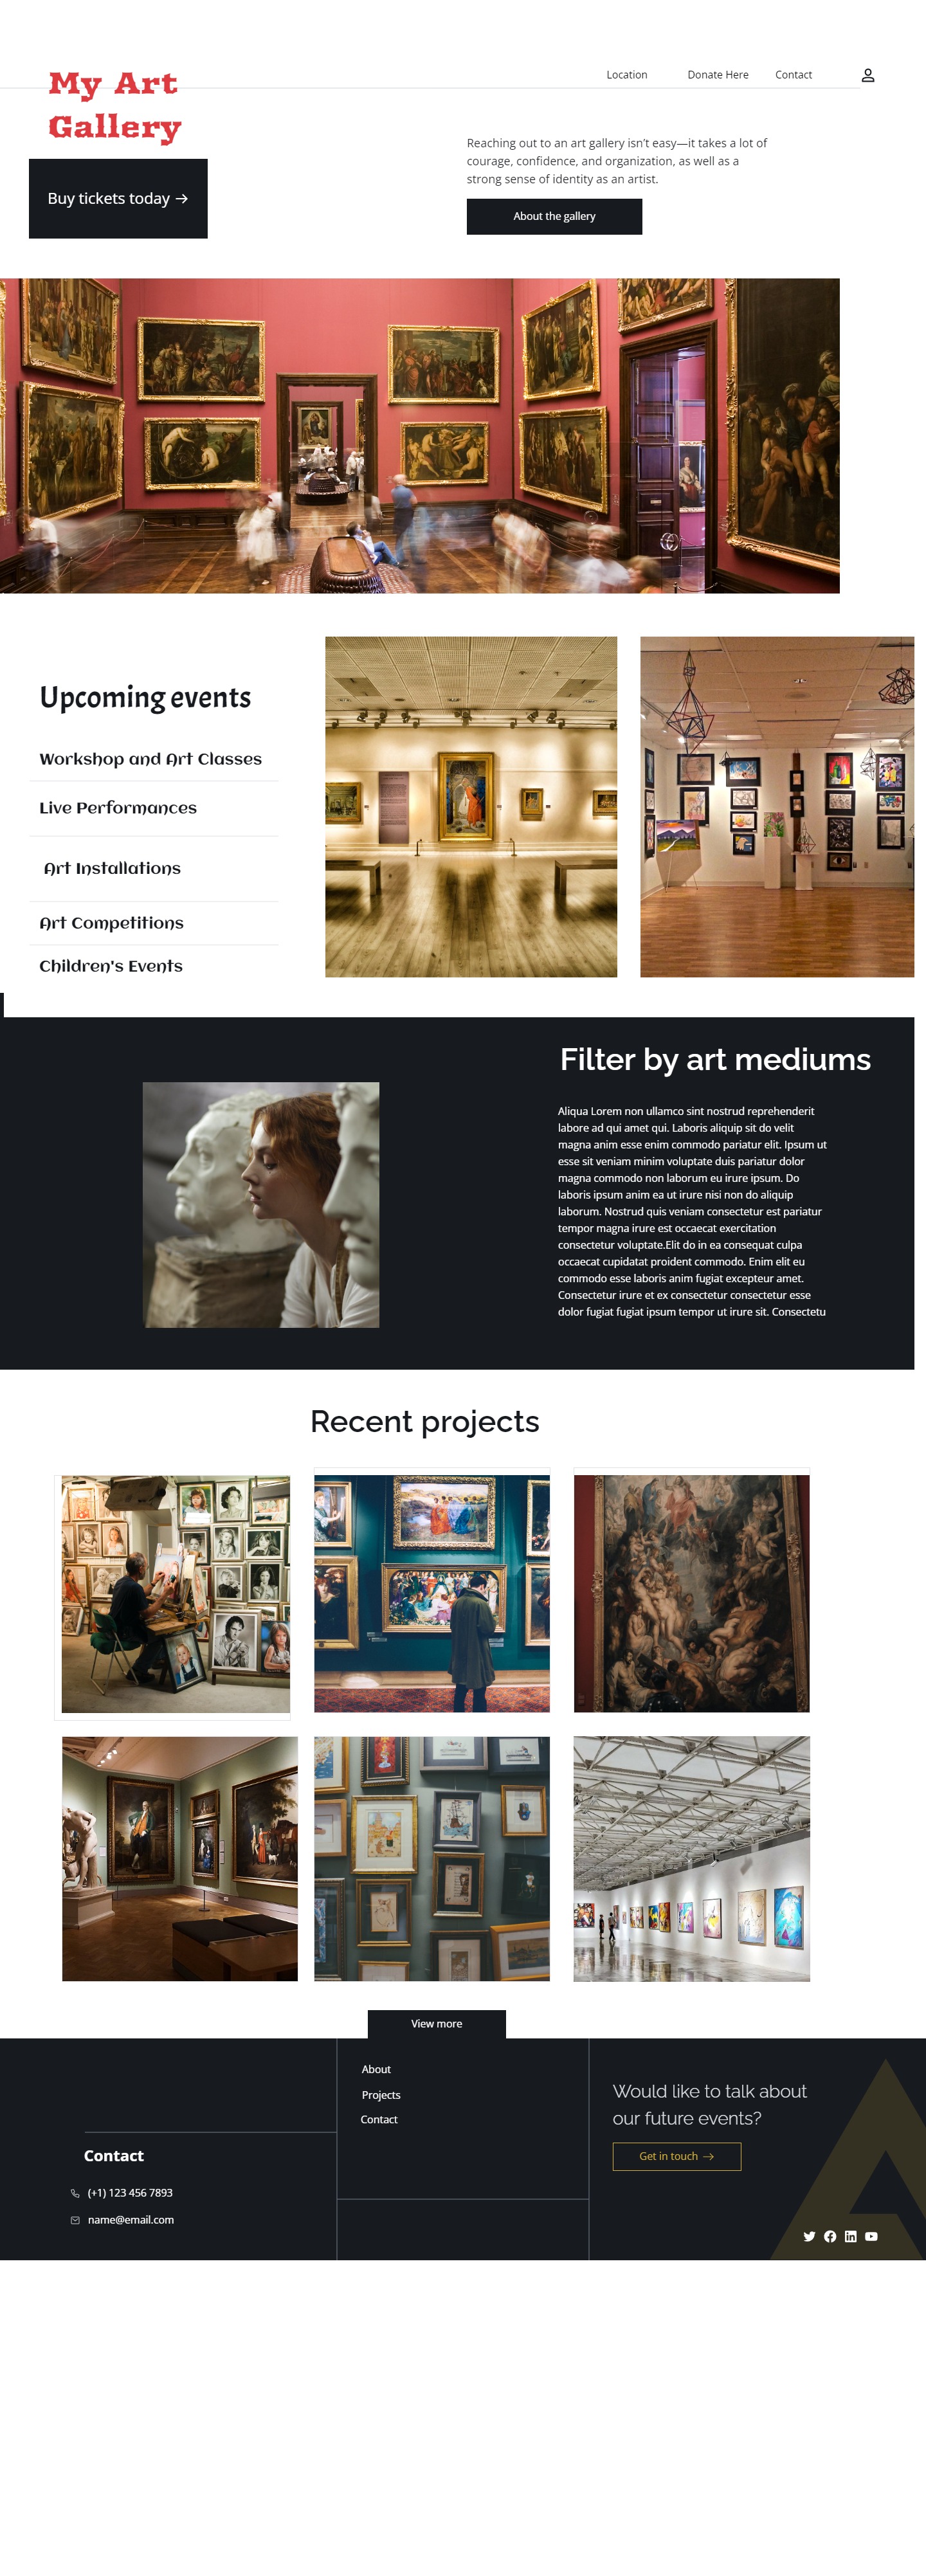 Location Donate Here Contact
My Art
Gallery
Buy tickets today
Reaching out to an art gallery isn't easy—it takes a lot of
courage, confidence, and organization, as well as a
strong sense of identity as an artist.
About the gallery
Upcoming events
Workshop and Art Classes
Live Performances
Art Installations
Art Competitions
Children's Events
Filter by art mediums
Aliqua Lorem non ullamco sint nostrud reprehenderit
labore ad qui amet qui. Laboris aliquip sit do velit
magna anim esse enim commodo pariatur elit. Ipsum ut
esse sit veniam minim voluptate duis pariatur dolor
magna commodo non laborum eu irure ipsum. Do
laboris ipsum anim ea ut irure nisi non do aliquip
laborum. Nostrud quis veniam consectetur est pariatur
tempor magna irure est occaecat exercitation
consectetur voluptate.Elit do in ea consequat culpa
occaecat cupidatat proident commodo. Enim elit eu
commodo esse laboris anim fugiat excepteur amet.
Consectetur irure et ex consectetur consectetur esse
dolor fugiat fugiat ipsum tempor ut irure sit. Consectetu
Recent projects
View more
Contact
(+1) 123 456 7893
name@email.com
About
Projects
Contact
Would like to talk about
our future events?
Get in touch